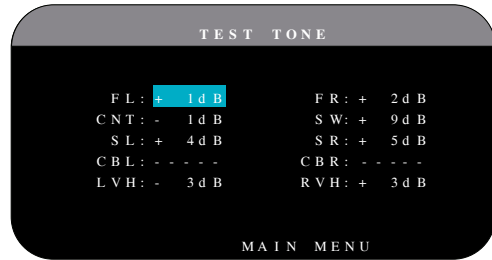 TEST TONE
FL: + 1dB FR: + 2dB
CNT: - 1dB SW: + 9dB
SL: + 4dB SR: + 5dB
CBL: - - - - - CBR: - - - - -
LVH: - 3dB RVH: + 3dB
MAIN MENU